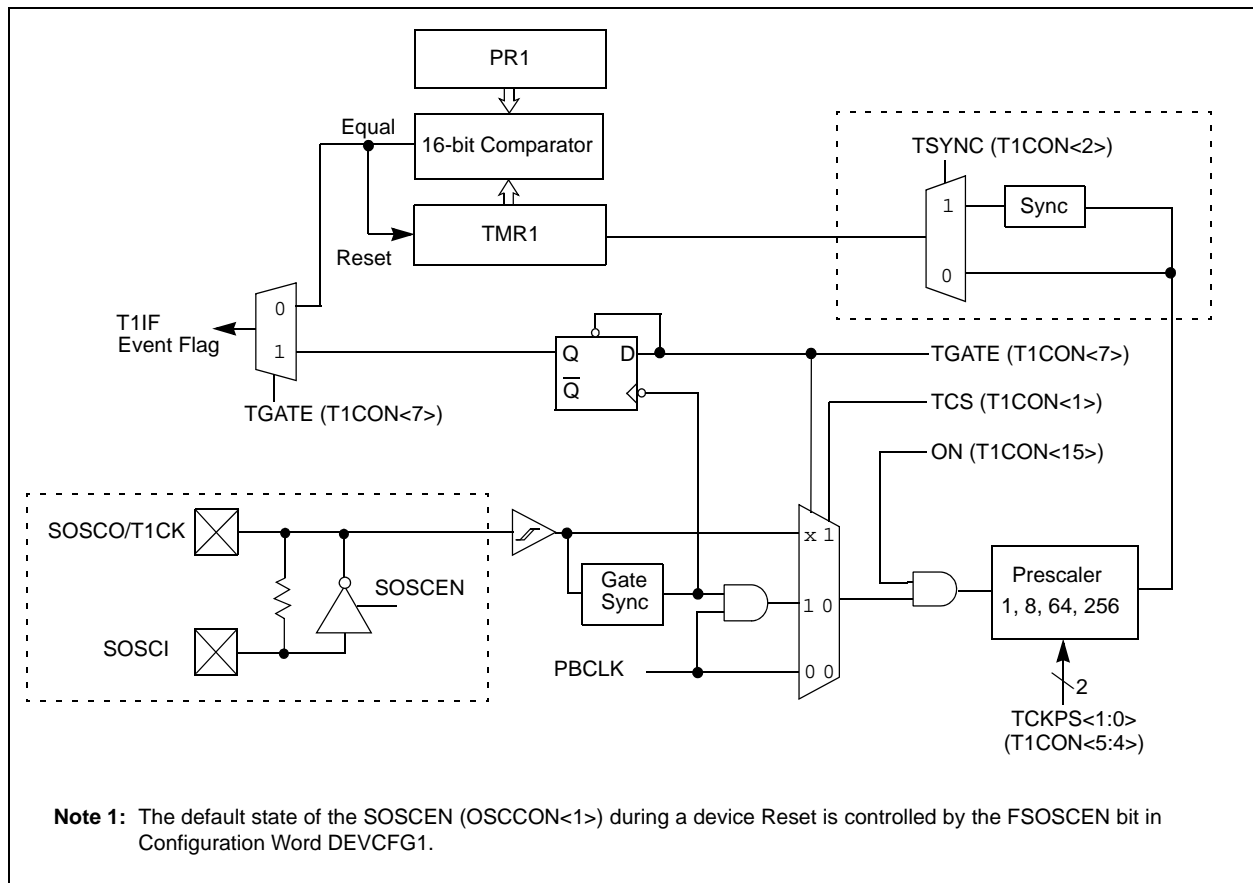 PR1
Equal
16-bit Comparator
TSYNC (T1CON<2>)
1
Sync
TMR1
Reset
0
0
T1IF
Event Flag
1
Q
D
Q
TGATE (T1CON<7>)
TGATE (T1CON<7>)
TCS (T1CON<1>)
ON (T1CON<15>)
SOSCO/T1CK
x 1
SOSCEN
Gate
Sync
1 0
Prescaler
1, 8, 64, 256
SOSCI
PBCLK
0 0
2
TCKPS<1:0>
(T1CON<5:4>)
Note 1: The default state of the SOSCEN (OSCCON<1>) during a device Reset is controlled by the FSOSCEN bit in
Configuration Word DEVCFG1.